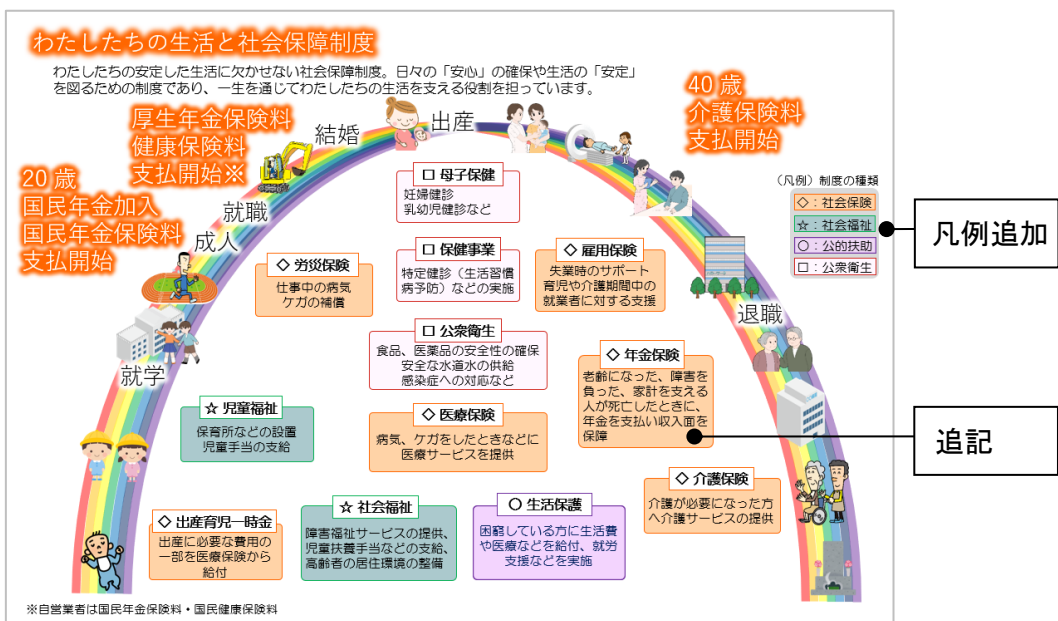 わたしたちの生活と社会保障制度
わたしたちの安定した生活に欠かせない社会保障制度。日々の「安心」の確保や生活の「安定」
を図るための制度であり、一生を通じてわたしたちの生活を支える役割を担っています。
40歳
介護保険料
支払開始
出産
結婚
厚生年金保険料
健康保険料
支払開始※
就職
20歳
国民年金加入
国民年金保険料
支払開始
成人
就学
退職
(凡例)制度の種類
◇:社会保険
☆:社会福祉
○:公的扶助
□:公衆衛生
凡例追加
□ 母子保健
妊婦健診
乳幼児健診など
◇ 労災保険
仕事中の病気
ケガの補償
□ 保健事業
特定健診(生活習慣
病予防)などの実施
◇ 雇用保険
失業時のサポート
育児や介護期間中の
就業者に対する支援
□ 公衆衛生
食品、医薬品の安全性の確保
安全な水道水の供給
感染症への対応など
◇ 年金保険
老齢になった、障害を
負った、家計を支える
人が死亡したときに、
年金を支払い収入面を
保障
追記
☆ 児童福祉
保育所などの設置
児童手当の支給
◇ 医療保険
病気、ケガをしたときなどに
医療サービスを提供
◇ 介護保険
介護が必要になった方
へ介護サービスの提供
◇ 出産育児一時金
出産に必要な費用の
一部を医療保険から
給付
☆ 社会福祉
障害福祉サービスの提供、
児童扶養手当などの支給、
高齢者の居住環境の整備
○ 生活保護
困窮している方に生活費
や医療などを給付、就労
支援などを実施
※自営業者は国民年金保険料・国民健康保険料